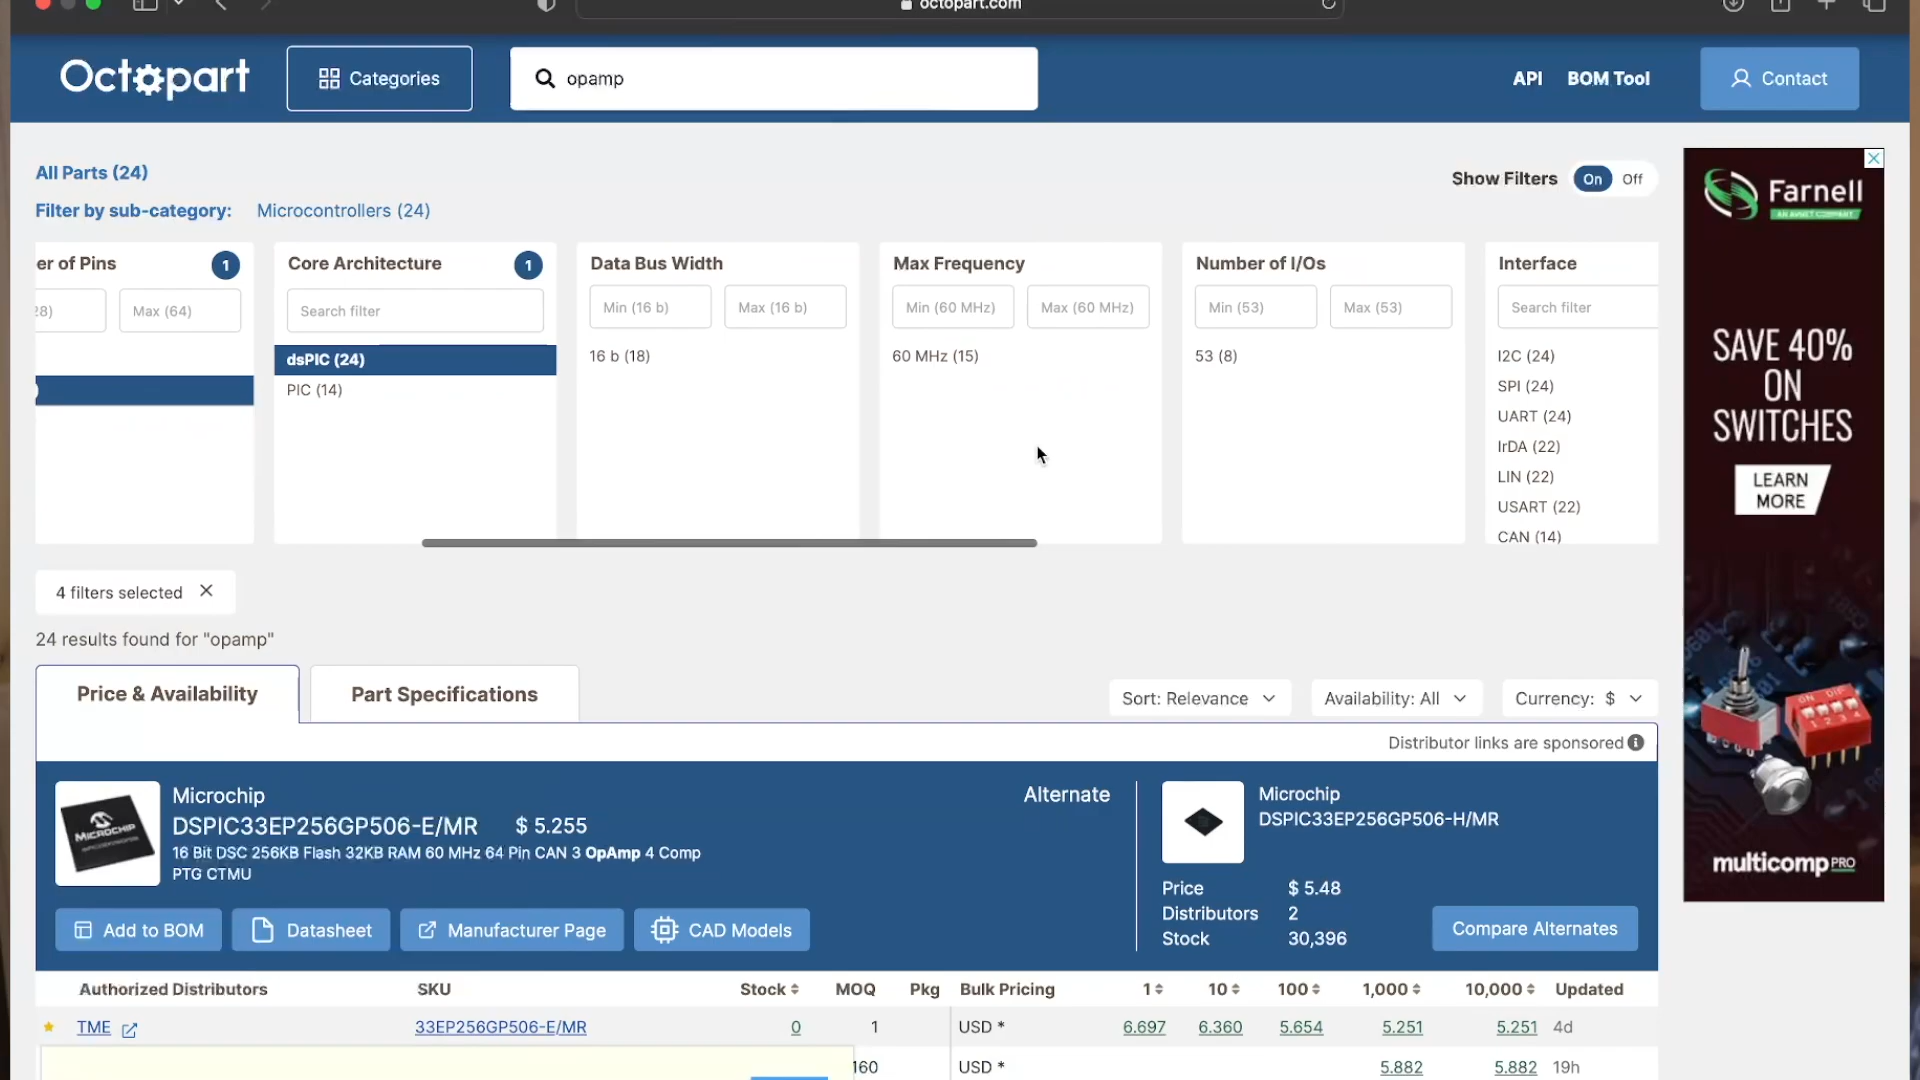 octopart.com
Octopart
Categories
opamp
API
BOM Tool
Contact
All Parts (24)
Show Filters
On
Off
Filter by sub-category:
Microcontrollers (24)
er of Pins
1
Max (64)
Core Architecture
1
Search filter
dsPIC (24)
PIC (14)
Data Bus Width
Min (16 b)
Max (16 b)
16 b (18)
Max Frequency
Min (60 MHz)
Max (60 MHz)
60 MHz (15)
Number of I/Os
Min (53)
Max (53)
53 (8)
Interface
Search filter
I2C (24)
SPI (24)
UART (24)
IrDA (22)
LIN (22)
USART (22)
CAN (14)
4 filters selected
24 results found for "opamp"
Price & Availability
Part Specifications
Sort: Relevance
Availability: All
Currency: $
Distributor links are sponsored
MICROCHIP
Microchip
DSPIC33EP256GP506-E/MR $ 5.255
16 Bit DSC 256KB Flash 32KB RAM 60 MHz 64 Pin CAN 3 OpAmp 4 Comp
PTG CTMU
Add to BOM
Datasheet
Manufacturer Page
CAD Models
Alternate
Microchip
DSPIC33EP256GP506-H/MR
Price $ 5.48
Distributors 2
Stock 30,396
Compare Alternates
Authorized Distributors SKU Stock MOQ Pkg Bulk Pricing 1 10 100 1,000 10,000 Updated
TME 33EP256GP506-E/MR 0 1 USD * 6.697 6.360 5.654 5.251 5.251 4d
160 USD * 5.882 5.882 19h
Farnell
AN AVNET COMPANY
SAVE 40%
ON
SWITCHES
LEARN
MORE
ON DIP
1 2 3 4
multicomp PRO